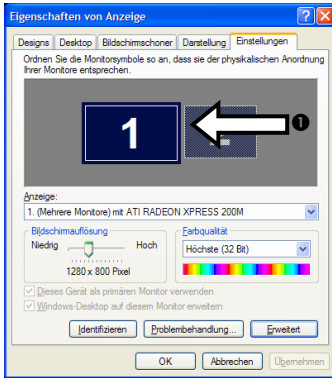 Eigenschaften von Anzeige
Designs Desktop Bildschirmschoner Darstellung Einstellungen
Ordnen Sie die Monitorsymbole so an, dass sie der physikalischen Anordnung
Ihrer Monitore entsprechen.
1
❶
Anzeige:
1. (Mehrere Monitore) mit ATI RADEON XPRESS 200M
Bildschirmauflösung Farbqualität
Niedrig Hoch Höchste (32 Bit)
1280 x 800 Pixel
Dieses Gerät als primären Monitor verwenden
Windows-Desktop auf diesem Monitor erweitern
Identifizieren Problembehandlung... Erweitert
OK Abbrechen Übernehmen